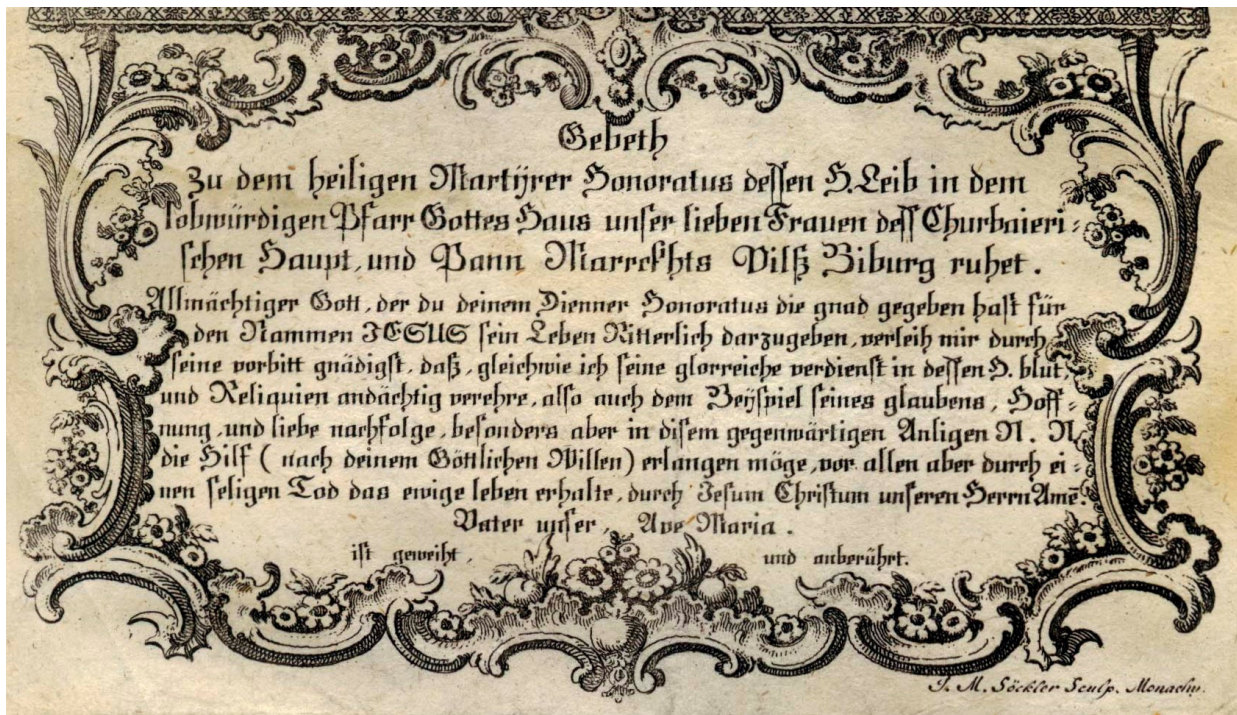 Gebeth
Zu dem heiligen Martÿrer Honoratus dessen H. Leib in dem
lobwürdigen Pfarr Gottes Haus unser lieben Frauen dess Churbaieri-
schen Haupt, und Pann Marckhts Vilß Biburg ruhet.
Allmächtiger Gott, der du deinem Dienner Honoratus die gnad gegeben hast für
den Nammen JESUS sein Leben Ritterlich darzugeben, verleih mir durch
seine vorbitt gnädigst, daß, gleichwie ich seine glorreiche verdienst in dessen H. blut,
und Reliquien andächtig verehre, also auch dem Beÿspiel seines glaubens, Hoff-
nung, und liebe nachfolge, besonders aber in disem gegenwärtigen Anligen N. N.
die Hilf ( nach deinem Göttlichen Willen) erlangen möge, vor allen aber durch ei-
nen seligen Tod das ewige leben erhalte, durch Jesum Christum unseren Herrn Amē.
Vater unser, Ave Maria.
ist geweiht, und anberührt.
J. M. Söckler Sculp. Monachij.